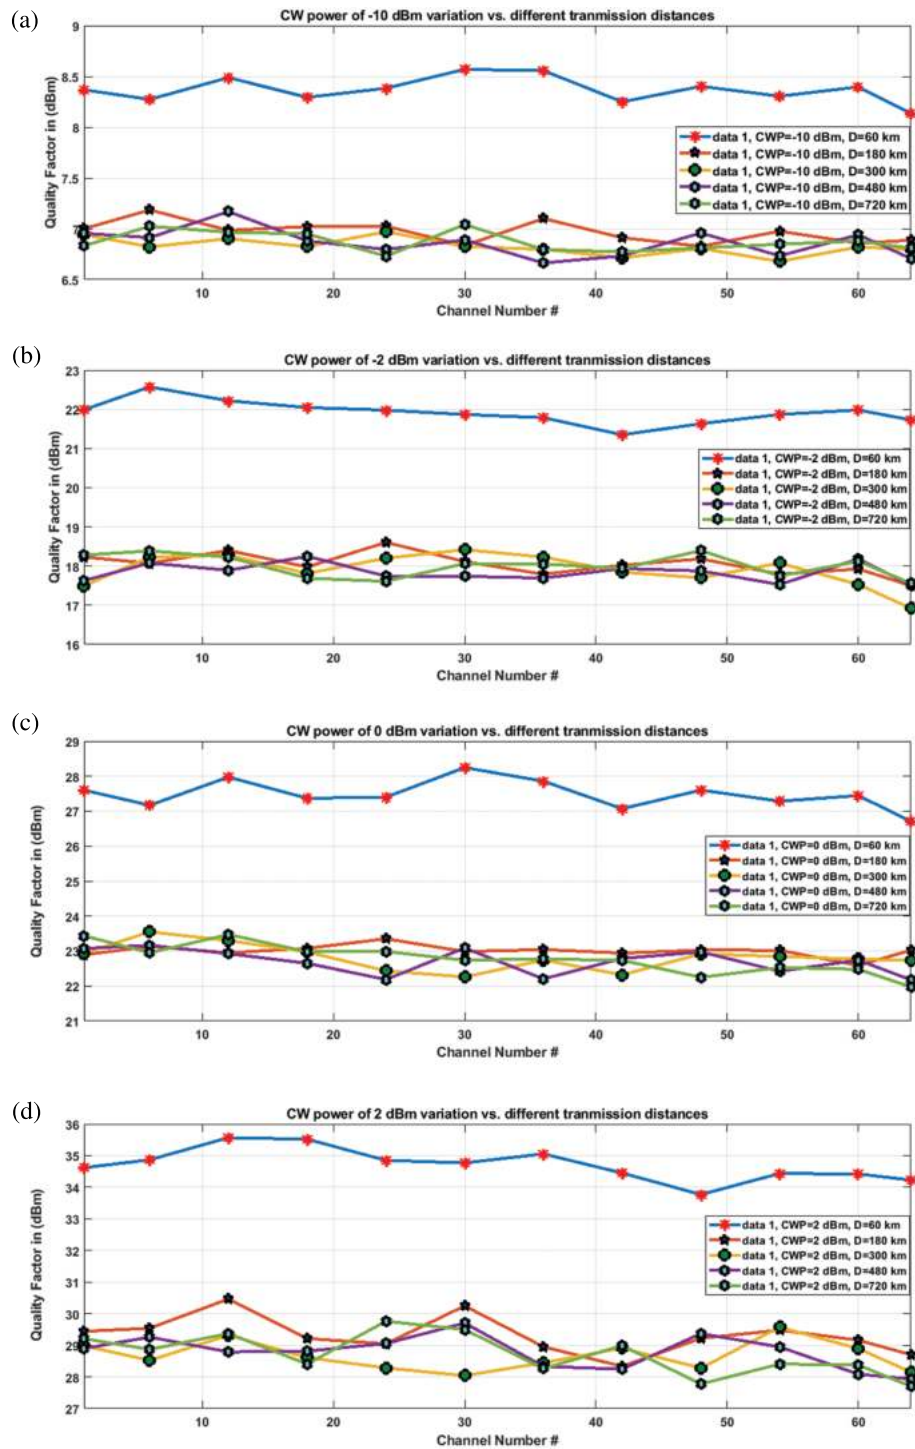 (a)
CW power of -10 dBm variation vs. different tranmission distances
Quality Factor in (dBm)
9
8.5
8
7.5
7
6.5
data 1, CWP=-10 dBm, D=60 km
data 1, CWP=-10 dBm, D=180 km
data 1, CWP=-10 dBm, D=300 km
data 1, CWP=-10 dBm, D=480 km
data 1, CWP=-10 dBm, D=720 km
10 20 30 40 50 60
Channel Number #
(b)
CW power of -2 dBm variation vs. different tranmission distances
Quality Factor in (dBm)
23
22
21
20
19
18
17
16
data 1, CWP=-2 dBm, D=60 km
data 1, CWP=-2 dBm, D=180 km
data 1, CWP=-2 dBm, D=300 km
data 1, CWP=-2 dBm, D=480 km
data 1, CWP=-2 dBm, D=720 km
10 20 30 40 50 60
Channel Number #
(c)
CW power of 0 dBm variation vs. different tranmission distances
Quality Factor in (dBm)
29
28
27
26
25
24
23
22
21
data 1, CWP=0 dBm, D=60 km
data 1, CWP=0 dBm, D=180 km
data 1, CWP=0 dBm, D=300 km
data 1, CWP=0 dBm, D=480 km
data 1, CWP=0 dBm, D=720 km
10 20 30 40 50 60
Channel Number #
(d)
CW power of 2 dBm variation vs. different tranmission distances
Quality Factor in (dBm)
36
35
34
33
32
31
30
29
28
27
data 1, CWP=2 dBm, D=60 km
data 1, CWP=2 dBm, D=180 km
data 1, CWP=2 dBm, D=300 km
data 1, CWP=2 dBm, D=480 km
data 1, CWP=2 dBm, D=720 km
10 20 30 40 50 60
Channel Number #